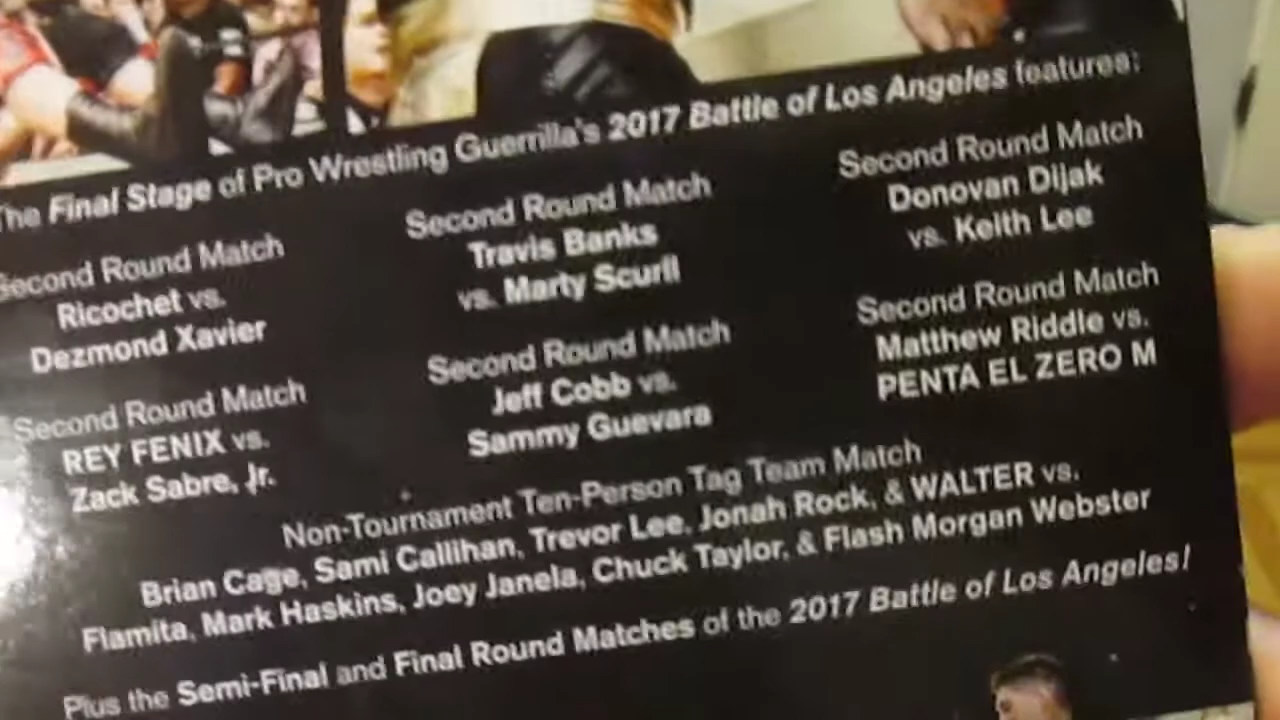 The Final Stage of Pro Wrestling Guerrilla's 2017 Battle of Los Angeles features:
Second Round Match
Ricochet vs.
Dezmond Xavier
Second Round Match
Travis Banks
vs. Marty Scurll
Second Round Match
Donovan Dijak
vs. Keith Lee
Second Round Match
REY FENIX vs.
Zack Sabre, Jr.
Second Round Match
Jeff Cobb vs.
Sammy Guevara
Second Round Match
Matthew Riddle vs.
PENTA EL ZERO M
Non-Tournament Ten-Person Tag Team Match
Brian Cage, Sami Callihan, Trevor Lee, Jonah Rock, & WALTER vs.
Flamita, Mark Haskins, Joey Janela, Chuck Taylor, & Flash Morgan Webster
Plus the Semi-Final and Final Round Matches of the 2017 Battle of Los Angeles!